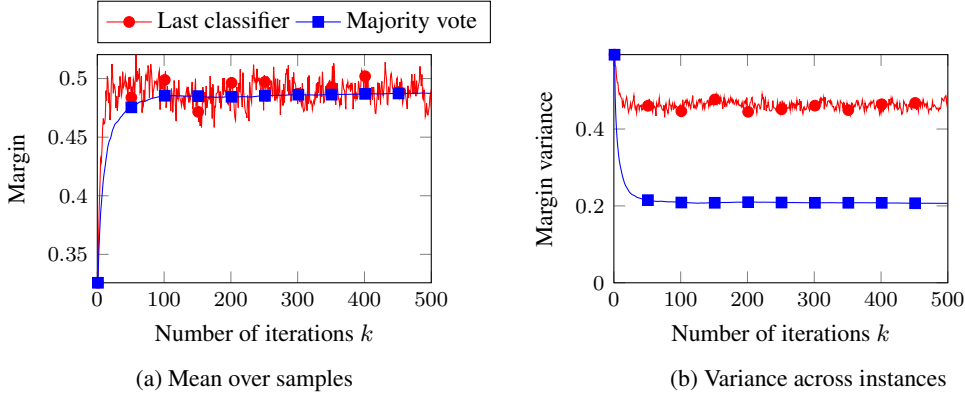 Last classifier Majority vote
0.5
0.45
0.4
0.35
Margin
0 100 200 300 400 500
Number of iterations k
(a) Mean over samples
0.4
0.2
0
Margin variance
0 100 200 300 400 500
Number of iterations k
(b) Variance across instances